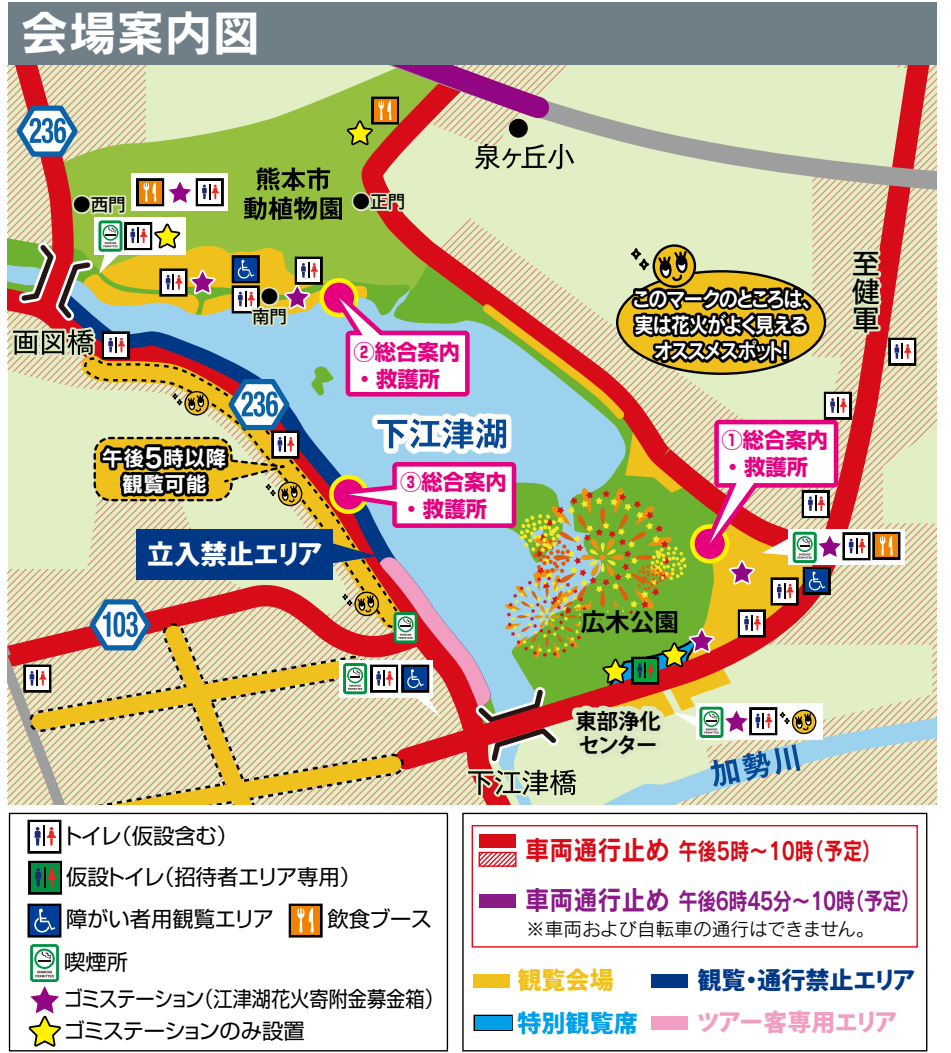 会場案内図
236
泉ヶ丘小
熊本市
動植物園
西門
正門
SMOKING
PERMITTED
至健軍
このマークのところは、
実は花火がよく見える
オススメスポット!
南門
画図橋
②総合案内
・救護所
236
下江津湖
①総合案内
・救護所
午後5時以降
観覧可能
③総合案内
・救護所
立入禁止エリア
SMOKING
PERMITTED
103
広木公園
SMOKING
PERMITTED
SMOKING
PERMITTED
東部浄化
センター
SMOKING
PERMITTED
加勢川
下江津橋
トイレ(仮設含む)
仮設トイレ(招待者エリア専用)
障がい者用観覧エリア
飲食ブース
SMOKING
PERMITTED
喫煙所
ゴミステーション(江津湖花火寄附金募金箱)
ゴミステーションのみ設置
車両通行止め 午後5時〜10時(予定)
車両通行止め 午後6時45分〜10時(予定)
※車両および自転車の通行はできません。
観覧会場
観覧・通行禁止エリア
特別観覧席
ツアー客専用エリア